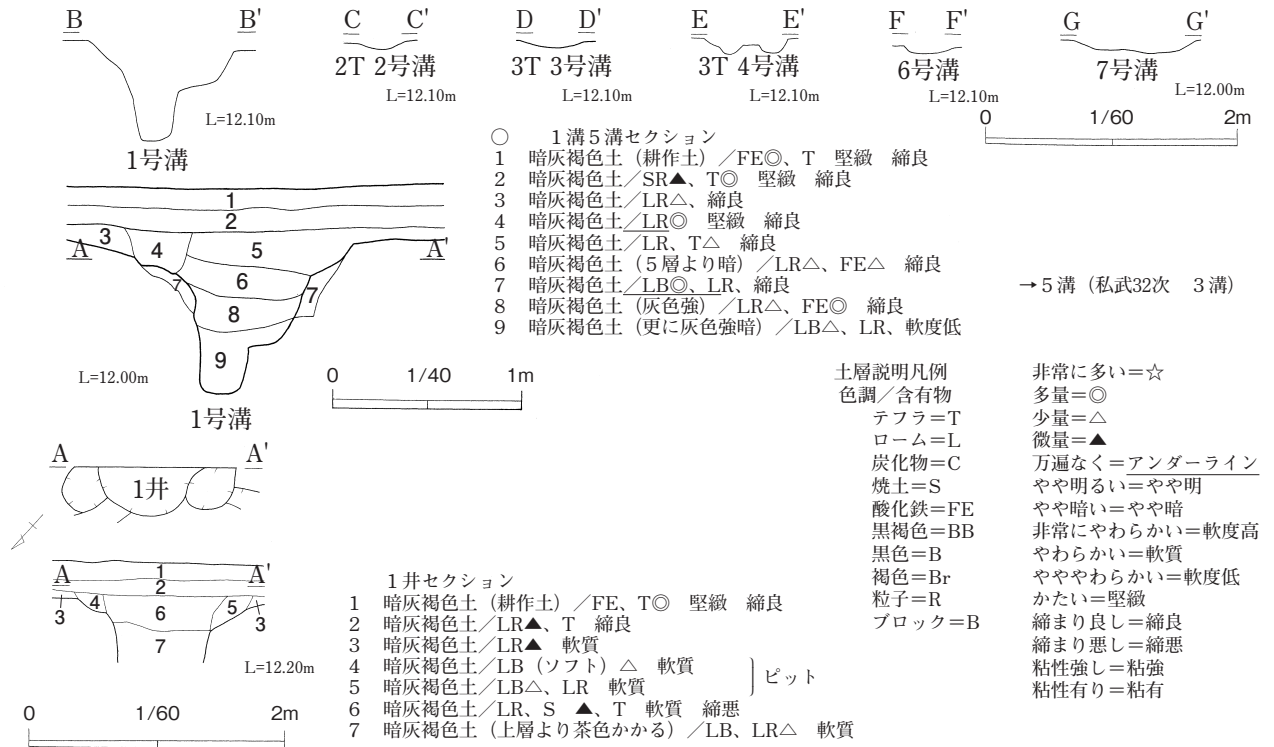 B B' C C' D D' E E' F F' G G'
2T 2号溝 3T 3号溝 3T 4号溝 6号溝 7号溝
L=12.10m L=12.10m L=12.10m L=12.10m L=12.10m L=12.00m
1号溝
0 1/60 2m
○ 1溝5溝セクション
1 暗灰褐色土（耕作土）／FE◎、T 堅緻 締良
2 暗灰褐色土／SR▲、T◎ 堅緻 締良
3 暗灰褐色土／LR△、締良
4 暗灰褐色土／LR◎ 堅緻 締良
5 暗灰褐色土／LR、T△ 締良
6 暗灰褐色土（５層より暗）／LR△、FE△ 締良
7 暗灰褐色土／LB◎、LR、締良
8 暗灰褐色土（灰色強）／LR△、FE◎ 締良
9 暗灰褐色土（更に灰色強暗）／LB△、LR、軟度低
→５溝（私武32次 ３溝）
1
2
3 4 5
A A'
6
7 7
8
9
L=12.00m
1号溝
0 1/40 1m
土層説明凡例
色調／含有物
テフラ＝T
ローム＝L
炭化物＝C
焼土＝S
酸化鉄＝FE
黒褐色＝BB
黒色＝B
褐色＝Br
粒子＝R
ブロック＝B
非常に多い＝☆
多量＝◎
少量＝△
微量＝▲
万遍なく＝アンダーライン
やや明るい＝やや明
やや暗い＝やや暗
非常にやわらかい＝軟度高
やわらかい＝軟質
やややわらかい＝軟度低
かたい＝堅緻
締まり良し＝締良
締まり悪し＝締悪
粘性強し＝粘強
粘性有り＝粘有
A A'
1井
A 1 A'
2
3 4 6 5 3
7
L=12.20m
0 1/60 2m
1井セクション
1 暗灰褐色土（耕作土）／FE、T◎ 堅緻 締良
2 暗灰褐色土／LR▲、T 締良
3 暗灰褐色土／LR▲ 軟質
4 暗灰褐色土／LB（ソフト）△ 軟質
5 暗灰褐色土／LB△、LR 軟質
ピット
6 暗灰褐色土／LR、S ▲、T 軟質 締悪
7 暗灰褐色土（上層より茶色かかる）／LB、LR△ 軟質